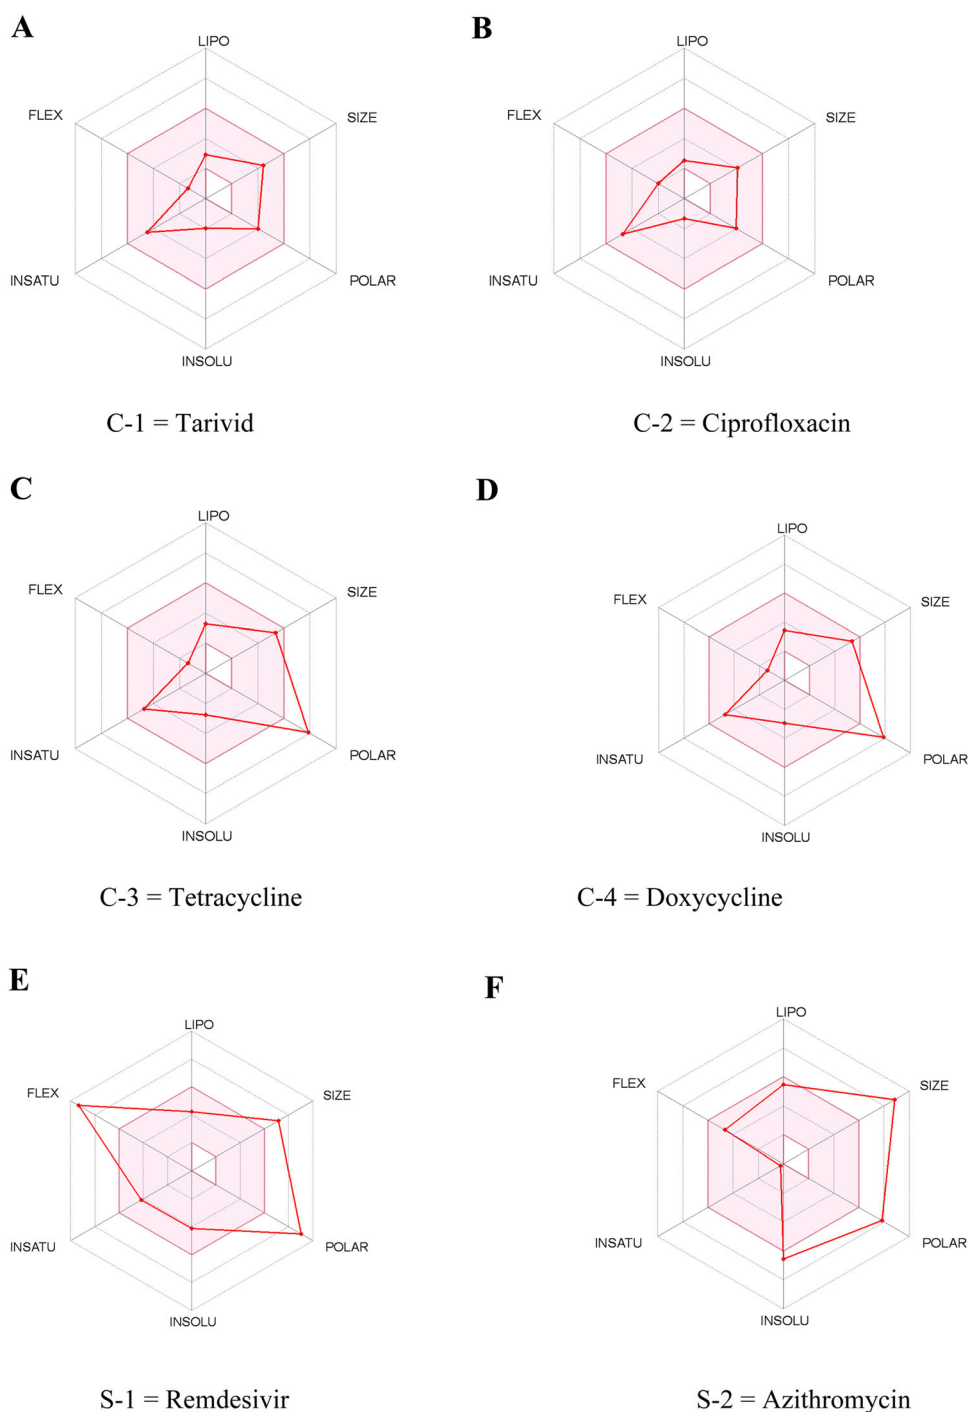 A
LIPO
FLEX
SIZE
INSATU
POLAR
INSOLU
C-1 = Tarivid
B
LIPO
FLEX
SIZE
INSATU
POLAR
INSOLU
C-2 = Ciprofloxacin
C
LIPO
FLEX
SIZE
INSATU
POLAR
INSOLU
C-3 = Tetracycline
D
LIPO
FLEX
SIZE
INSATU
POLAR
INSOLU
C-4 = Doxycycline
E
LIPO
FLEX
SIZE
INSATU
POLAR
INSOLU
S-1 = Remdesivir
F
LIPO
FLEX
SIZE
INSATU
POLAR
INSOLU
S-2 = Azithromycin